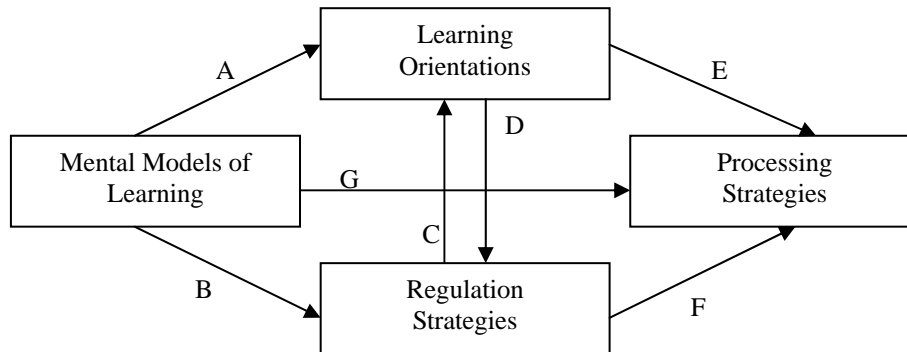 Learning
Orientations
A
E
D
Mental Models of
Learning
G
Processing
Strategies
C
B
Regulation
Strategies
F